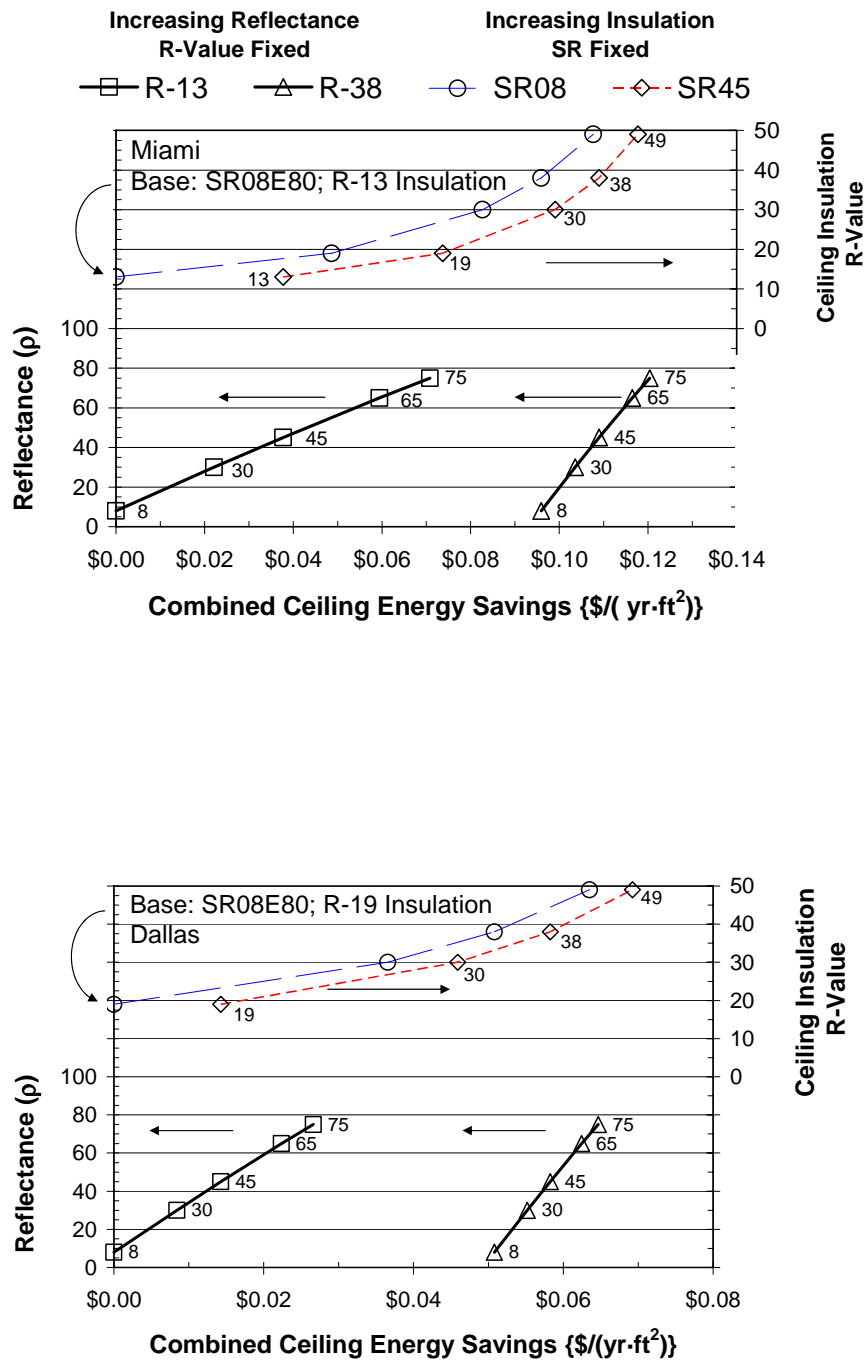 Increasing Reflectance
R-Value Fixed
Increasing Insulation
SR Fixed
R-13
R-38
SR08
SR45
Miami
Base: SR08E80; R-13 Insulation
50
40
30
20
10
0
Ceiling Insulation
R-Value
49
38
30
19
13
100
80
60
40
20
0
Reflectance (ρ)
75
65
45
30
8
75
65
45
30
8
$0.00 $0.02 $0.04 $0.06 $0.08 $0.10 $0.12 $0.14
Combined Ceiling Energy Savings {$/( yr·ft²)}
Base: SR08E80; R-19 Insulation
Dallas
50
40
30
20
10
0
Ceiling Insulation
R-Value
49
38
30
19
100
80
60
40
20
0
Reflectance (ρ)
75
65
45
30
8
75
65
45
30
8
$0.00 $0.02 $0.04 $0.06 $0.08
Combined Ceiling Energy Savings {$/(yr·ft²)}